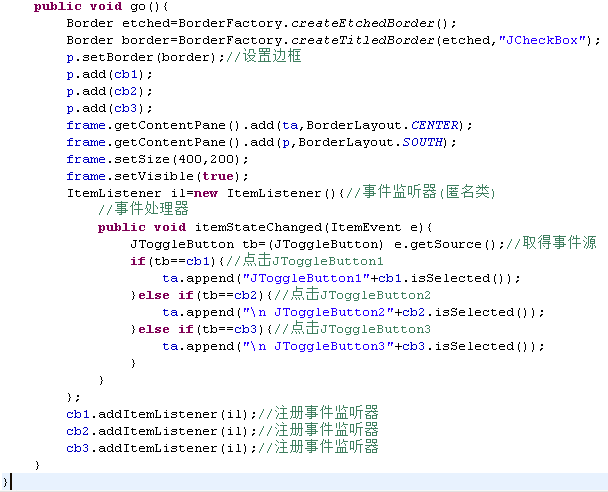 public void go(){
Border etched=BorderFactory.createEtchedBorder();
Border border=BorderFactory.createTitledBorder(etched,"JCheckBox");
p.setBorder(border);//设置边框
p.add(cb1);
p.add(cb2);
p.add(cb3);
frame.getContentPane().add(ta,BorderLayout.CENTER);
frame.getContentPane().add(p,BorderLayout.SOUTH);
frame.setSize(400,200);
frame.setVisible(true);
ItemListener il=new ItemListener(){//事件监听器(匿名类)
//事件处理器
public void itemStateChanged(ItemEvent e){
JToggleButton tb=(JToggleButton) e.getSource();//取得事件源
if(tb==cb1){//点击JToggleButton1
ta.append("JToggleButton1"+cb1.isSelected());
}else if(tb==cb2){//点击JToggleButton2
ta.append("\n JToggleButton2"+cb2.isSelected());
}else if(tb==cb3){//点击JToggleButton3
ta.append("\n JToggleButton3"+cb3.isSelected());
}
}
};
cb1.addItemListener(il);//注册事件监听器
cb2.addItemListener(il);//注册事件监听器
cb3.addItemListener(il);//注册事件监听器
}
}